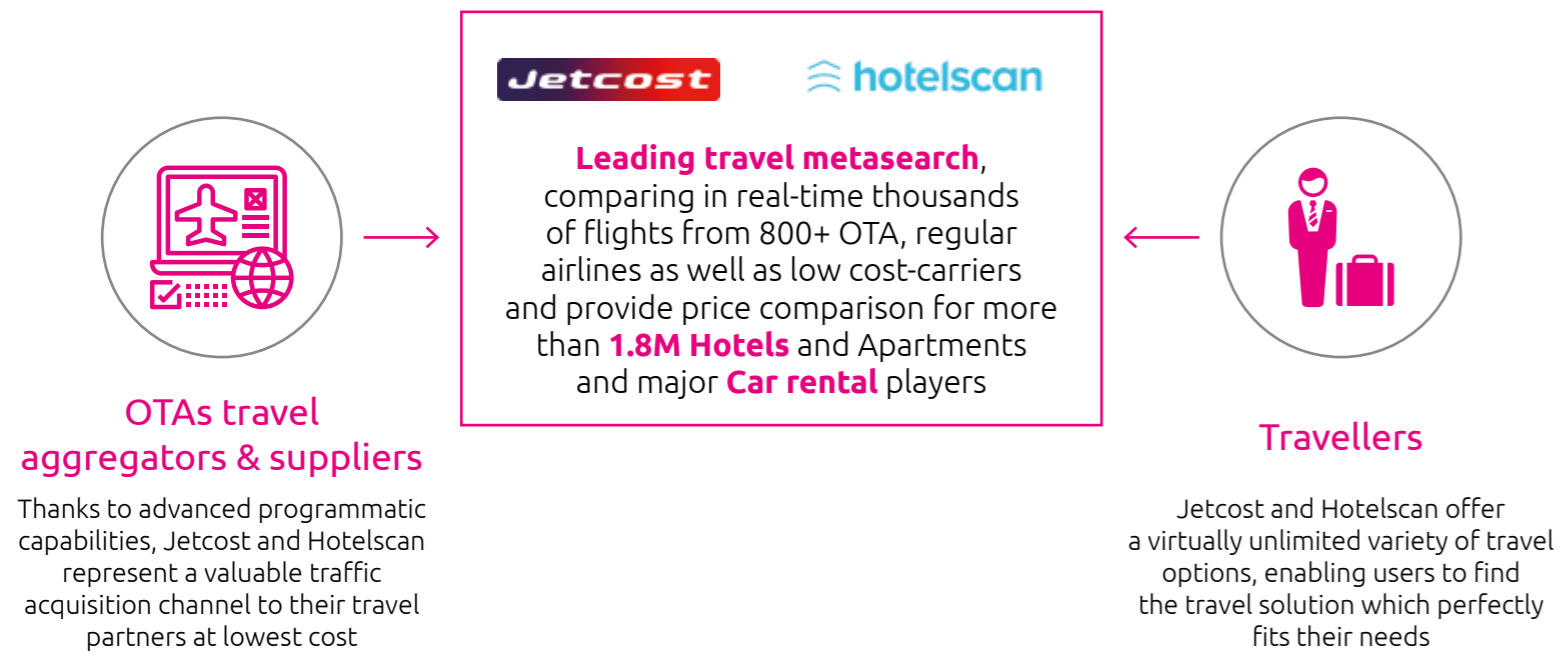 Jetcost
hotelscan
Leading travel metasearch,
comparing in real-time thousands
of flights from 800+ OTA, regular
airlines as well as low cost-carriers
and provide price comparison for more
than 1.8M Hotels and Apartments
and major Car rental players
OTAs travel
aggregators & suppliers
Thanks to advanced programmatic
capabilities, Jetcost and Hotelscan
represent a valuable traffic
acquisition channel to their travel
partners at lowest cost
Travellers
Jetcost and Hotelscan offer
a virtually unlimited variety of travel
options, enabling users to find
the travel solution which perfectly
fits their needs